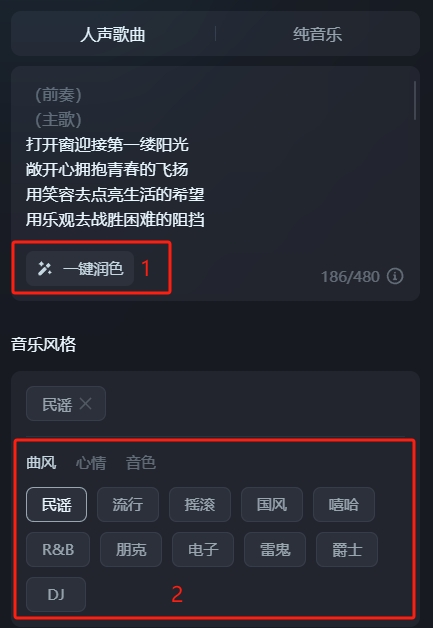 人声歌曲 纯音乐
（前奏）
（主歌）
打开窗迎接第一缕阳光
敞开心拥抱青春的飞扬
用笑容去点亮生活的希望
用乐观去战胜困难的阻挡
一键润色 1 186/480
音乐风格
民谣
曲风 心情 音色
民谣 流行 摇滚 国风 嘻哈
R&B 朋克 电子 雷鬼 爵士
DJ 2